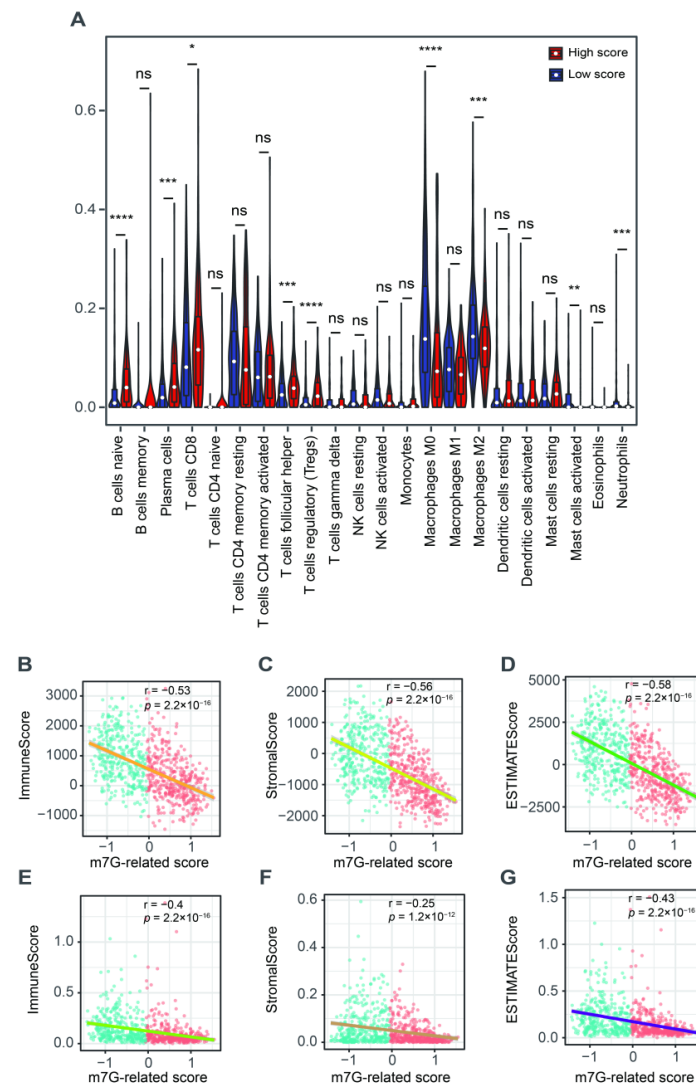 A
High score
Low score
0.6
0.4
0.2
0.0
****
ns
***
*
ns
ns
ns
***
****
ns
ns
ns
ns
****
ns
***
ns
ns
ns
**
ns
***
B cells naive
B cells memory
Plasma cells
T cells CD8
T cells CD4 naive
T cells CD4 memory resting
T cells CD4 memory activated
T cells follicular helper
T cells regulatory (Tregs)
T cells gamma delta
NK cells resting
NK cells activated
Monocytes
Macrophages M0
Macrophages M1
Macrophages M2
Dendritic cells resting
Dendritic cells activated
Mast cells resting
Mast cells activated
Eosinophils
Neutrophils
B
r = −0.53
p = 2.2×10⁻¹⁶
ImmuneScore
3000
2000
1000
0
−1000
−1 0 1
m7G-related score
C
r = −0.56
p = 2.2×10⁻¹⁶
StromalScore
2000
1000
0
−1000
−2000
−1 0 1
m7G-related score
D
r = −0.58
p = 2.2×10⁻¹⁶
ESTIMATEScore
5000
2500
0
−2500
−1 0 1
m7G-related score
E
r = −0.4
p = 2.2×10⁻¹⁶
ImmuneScore
1.0
0.5
0.0
−1 0 1
m7G-related score
F
r = −0.25
p = 1.2×10⁻¹²
StromalScore
0.6
0.4
0.2
0.0
−1 0 1
m7G-related score
G
r = −0.43
p = 2.2×10⁻¹⁶
ESTIMATEScore
1.5
1.0
0.5
0.0
−1 0 1
m7G-related score